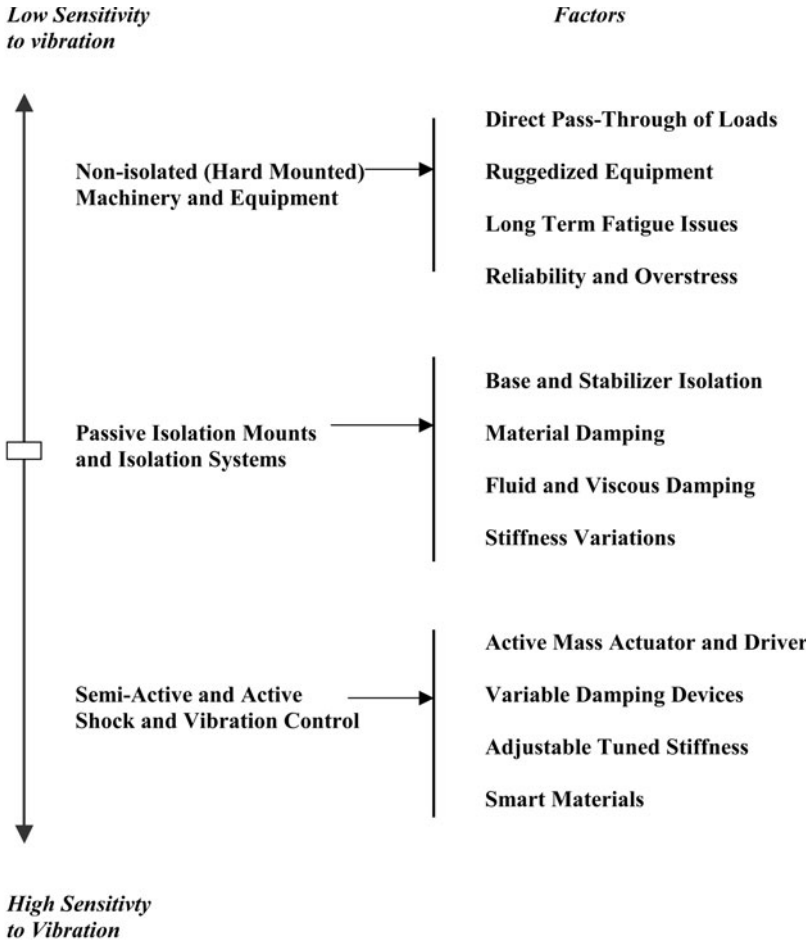 Low Sensitivity
to vibration
Factors
Non-isolated (Hard Mounted)
Machinery and Equipment
Direct Pass-Through of Loads
Ruggedized Equipment
Long Term Fatigue Issues
Reliability and Overstress
Passive Isolation Mounts
and Isolation Systems
Base and Stabilizer Isolation
Material Damping
Fluid and Viscous Damping
Stiffness Variations
Semi-Active and Active
Shock and Vibration Control
Active Mass Actuator and Driver
Variable Damping Devices
Adjustable Tuned Stiffness
Smart Materials
High Sensitivty
to Vibration